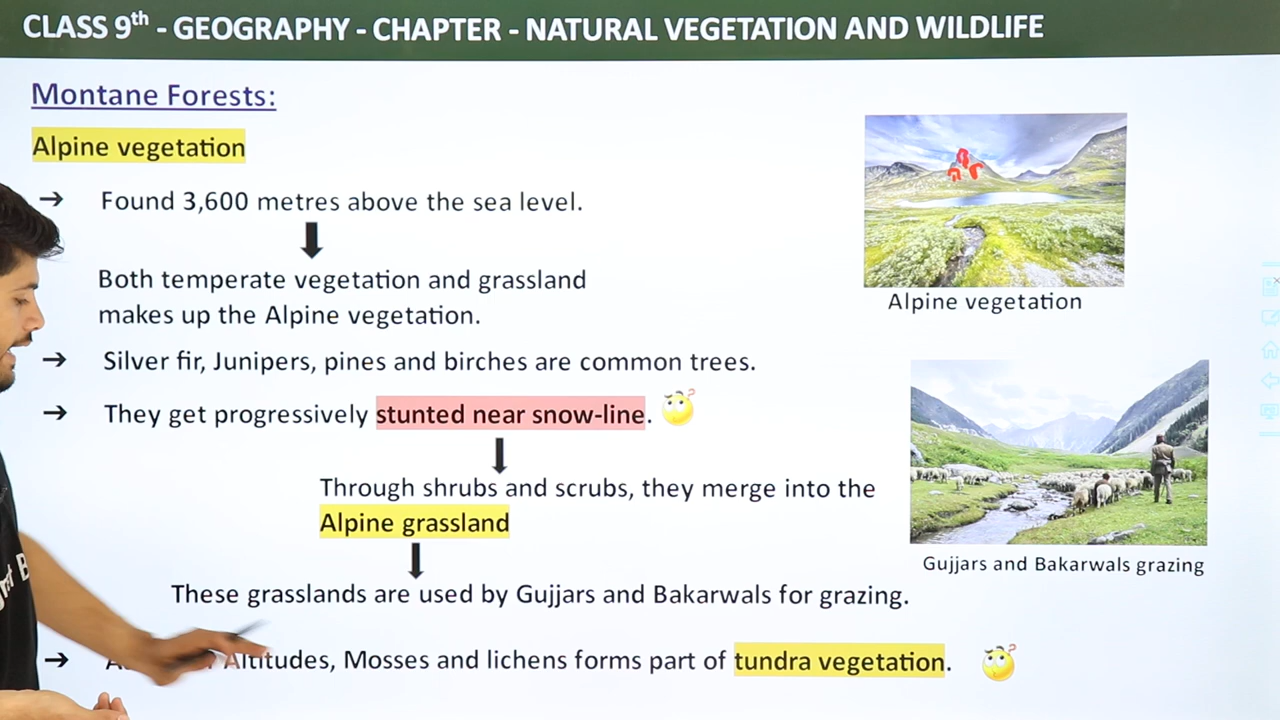 CLASS 9th - GEOGRAPHY - CHAPTER - NATURAL VEGETATION AND WILDLIFE
Montane Forests:
Alpine vegetation
→ Found 3,600 metres above the sea level.
Both temperate vegetation and grassland
makes up the Alpine vegetation.
→ Silver fir, Junipers, pines and birches are common trees.
→ They get progressively stunted near snow-line.
Through shrubs and scrubs, they merge into the
Alpine grassland
These grasslands are used by Gujjars and Bakarwals for grazing.
→ Altitudes, Mosses and lichens forms part of tundra vegetation.
Alpine vegetation
Gujjars and Bakarwals grazing